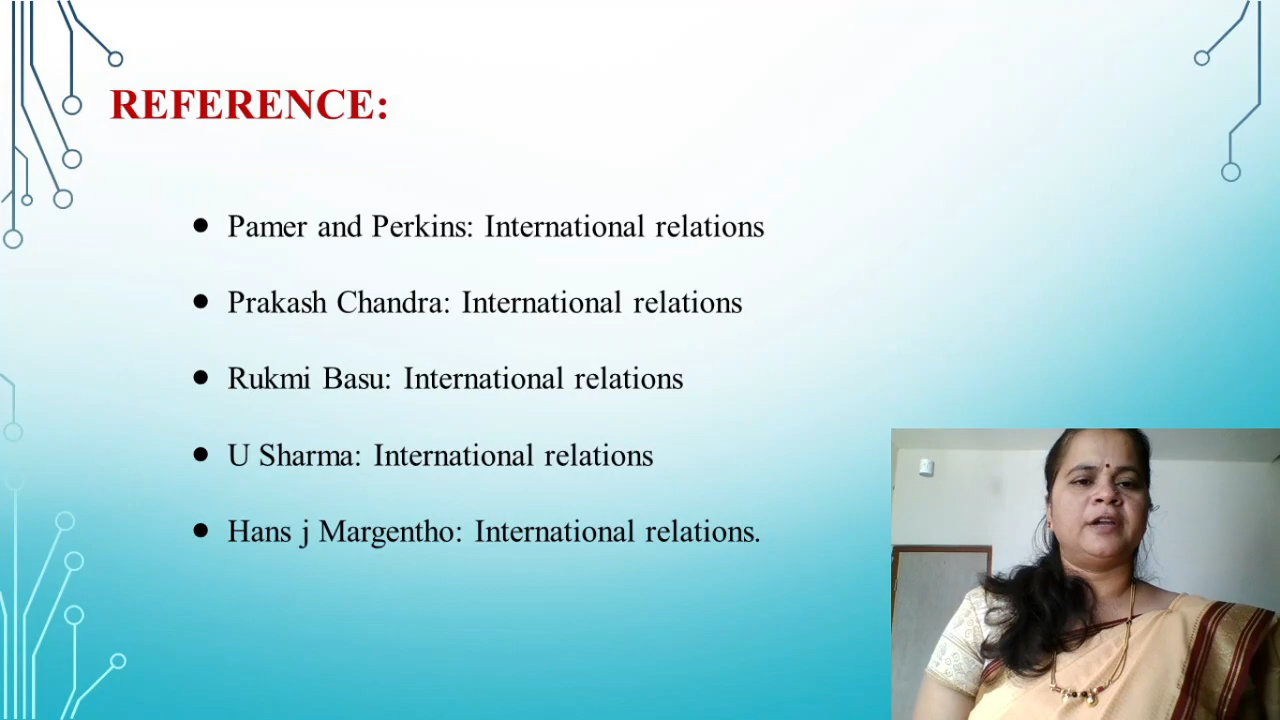 REFERENCE:
● Pamer and Perkins: International relations
● Prakash Chandra: International relations
● Rukmi Basu: International relations
● U Sharma: International relations
● Hans j Margentho: International relations.